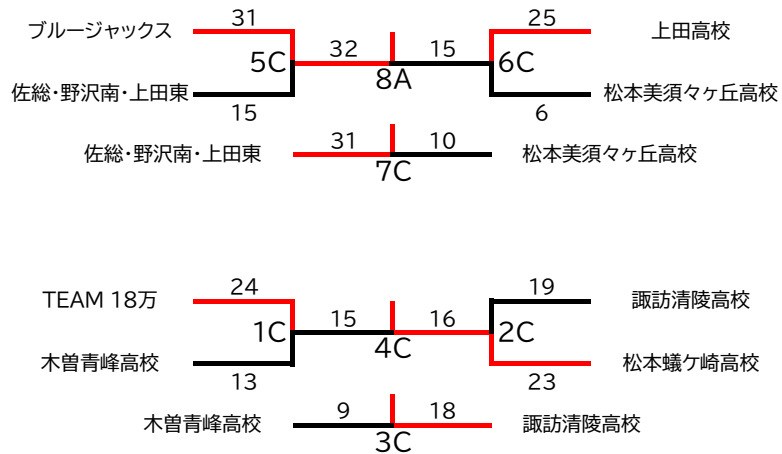 31
25
ブルージャックス
上田高校
32
15
5C
6C
8A
佐総・野沢南・上田東
松本美須々ヶ丘高校
15
6
31
10
佐総・野沢南・上田東
松本美須々ヶ丘高校
7C
24
19
TEAM 18万
諏訪清陵高校
15
16
1C
2C
4C
木曽青峰高校
松本蟻ケ崎高校
13
23
9
18
木曽青峰高校
諏訪清陵高校
3C